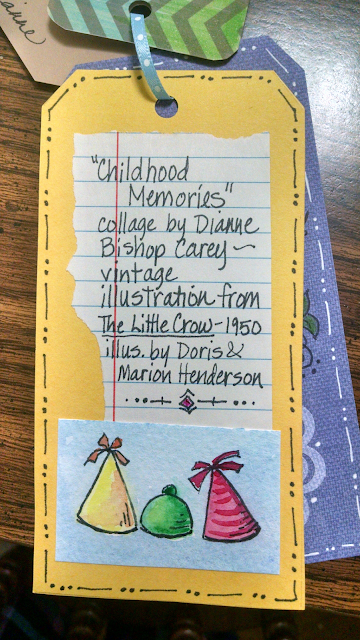 ianne
"Childhood
Memories"
collage by Dianne
Bishop Carey ~
vintage
illustration from
The Little Crow - 1950
illus. by Doris &
Marion Henderson